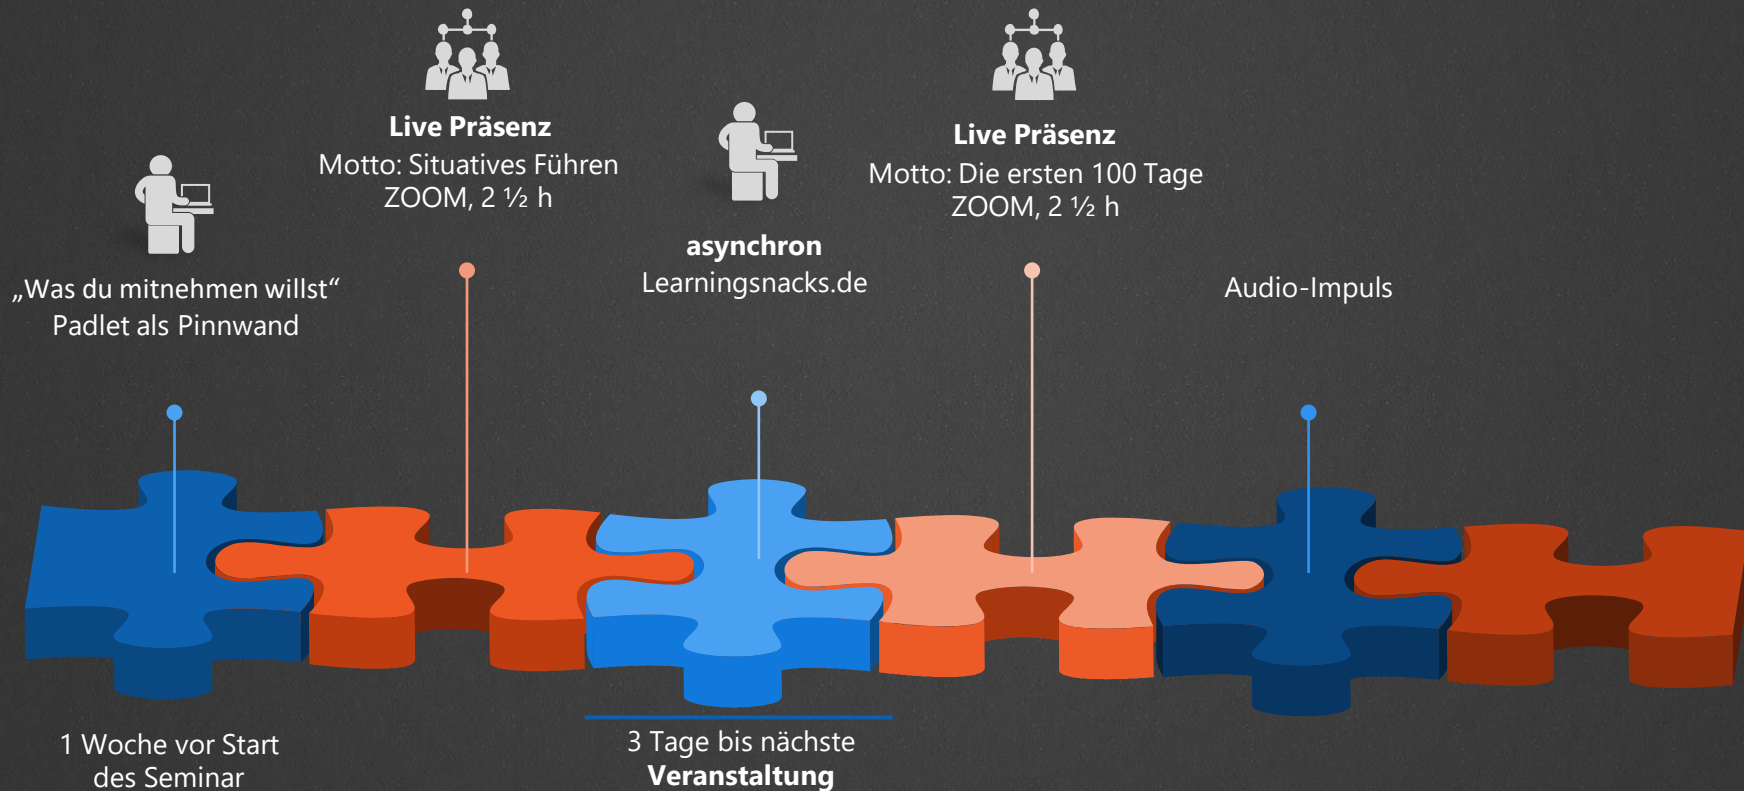 „Was du mitnehmen willst“
Padlet als Pinnwand
1 Woche vor Start
des Seminar
Live Präsenz
Motto: Situatives Führen
ZOOM, 2 ½ h
asynchron
Learningsnacks.de
3 Tage bis nächste
Veranstaltung
Live Präsenz
Motto: Die ersten 100 Tage
ZOOM, 2 ½ h
Audio-Impuls